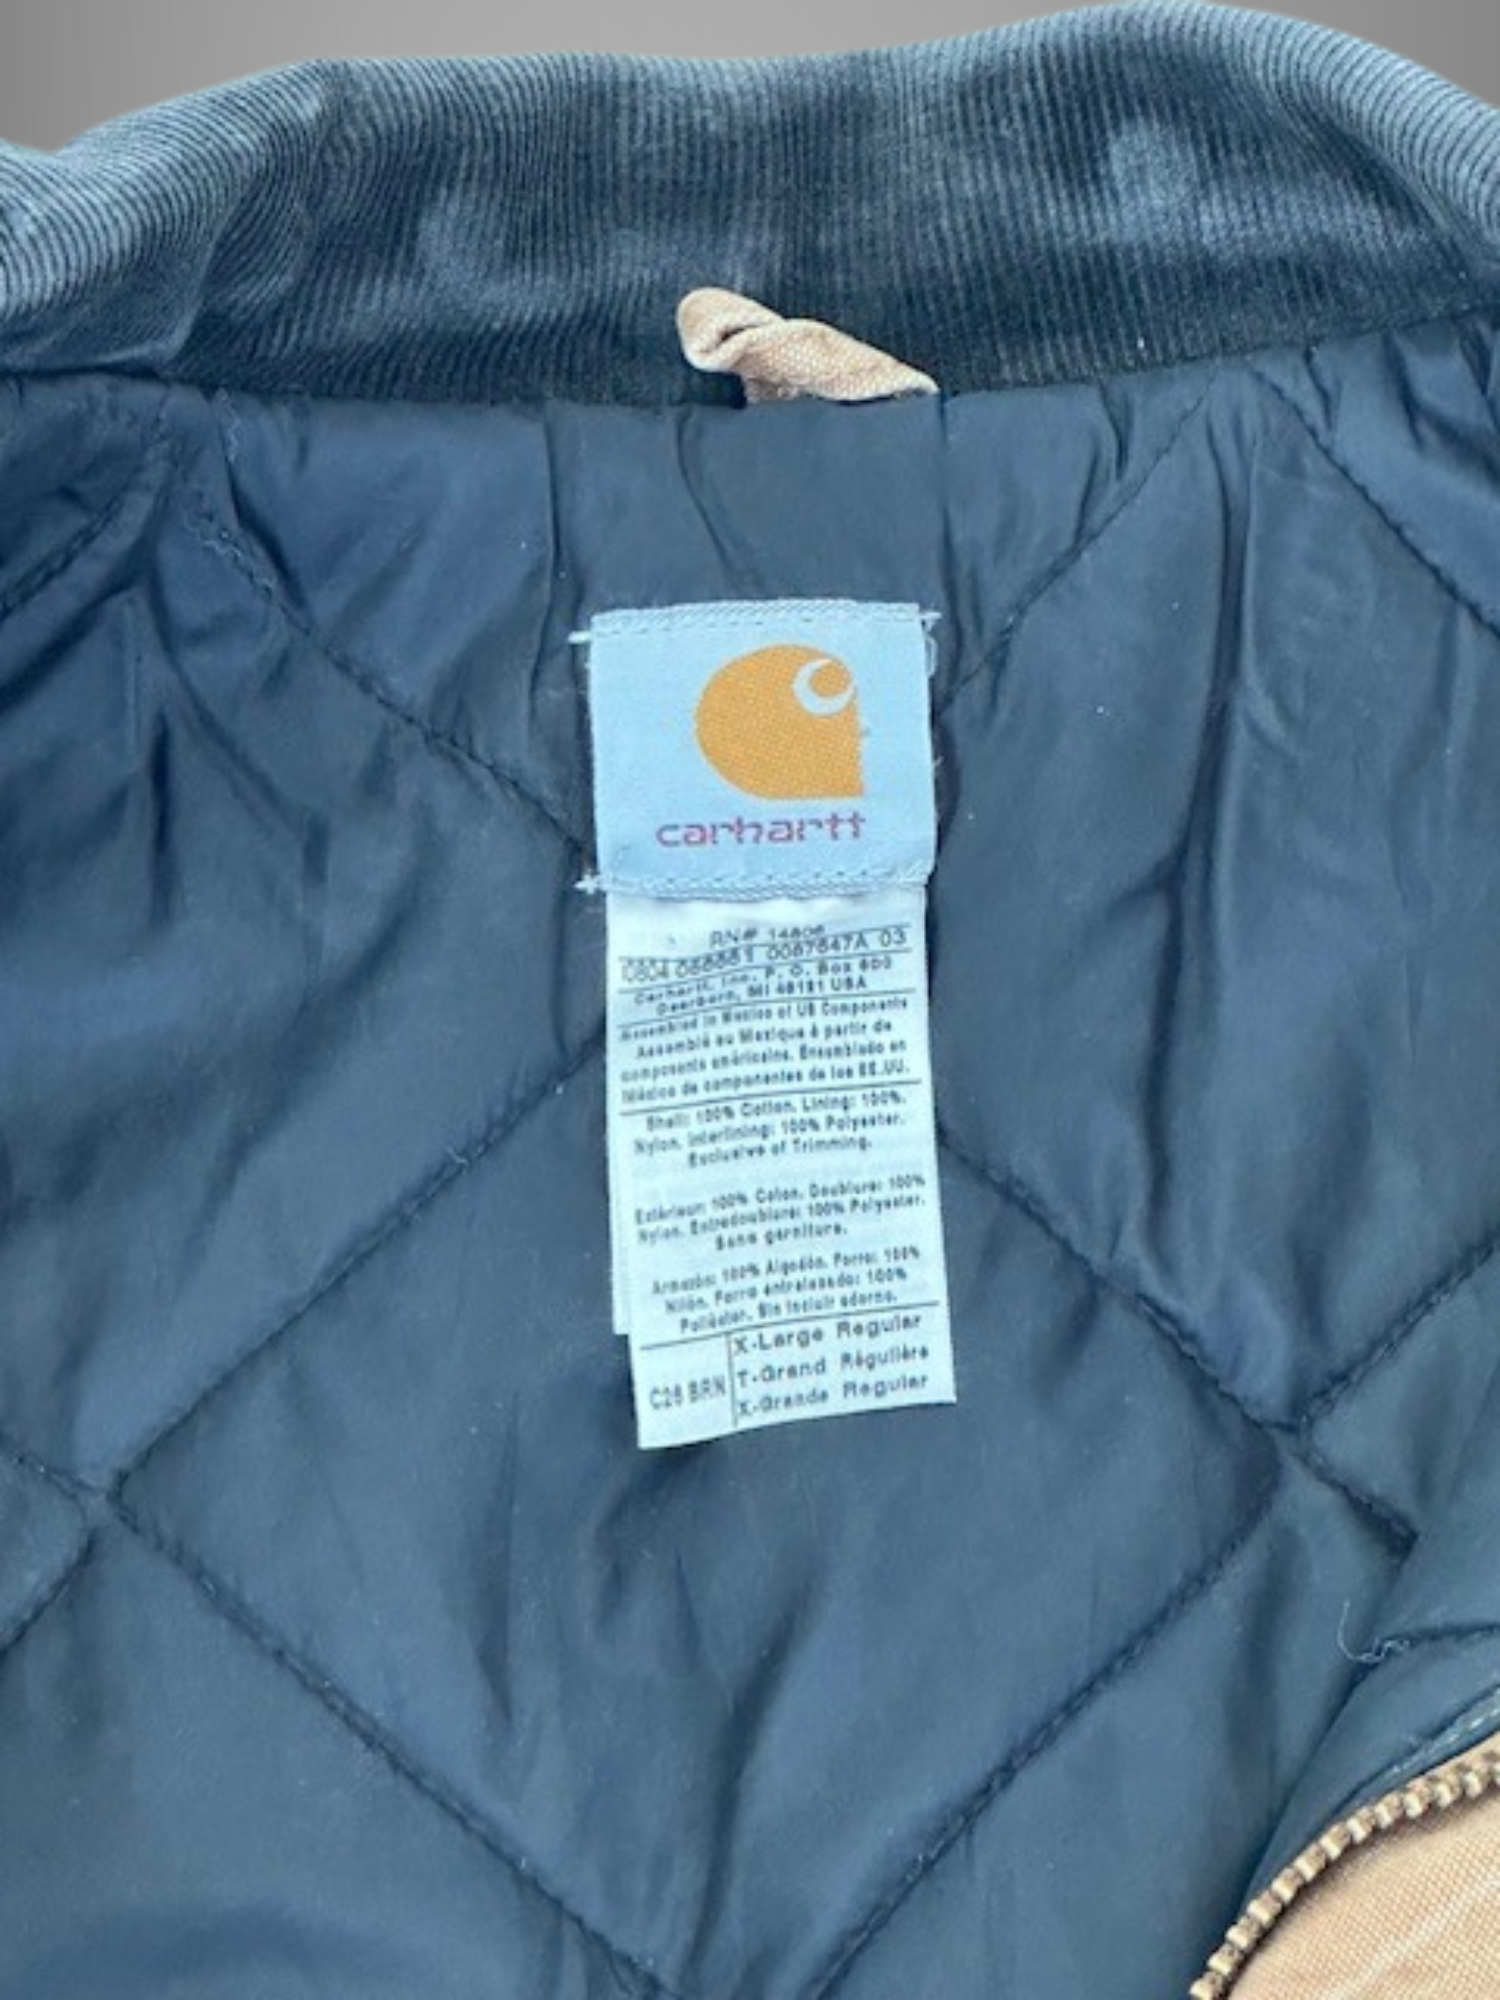 carhartt
RN# 14806
0087647A 03
Carhartt, Inc. P. O. Box 600
Dearborn, MI 48121 USA
Assembled in Mexico of US Components
Assemblé au Mexique à partir de
composants américains. Ensamblado en
México de componentes de los EE.UU.
Shell: 100% Cotton. Lining: 100%.
Nylon. Interlining: 100% Polyester.
Exclusive of Trimming.
Extérieur: 100% Coton. Doublure: 100%
Nylon. Entredoublure: 100% Polyester.
Sans garniture.
Armazón: 100% Algodón. Forro: 100%
Nilón. Forro entrelazado: 100%
Poliéster. Sin incluir adorno.
X-Large Regular
T-Grand Régulière
C26 BRN
X-Grande Regular